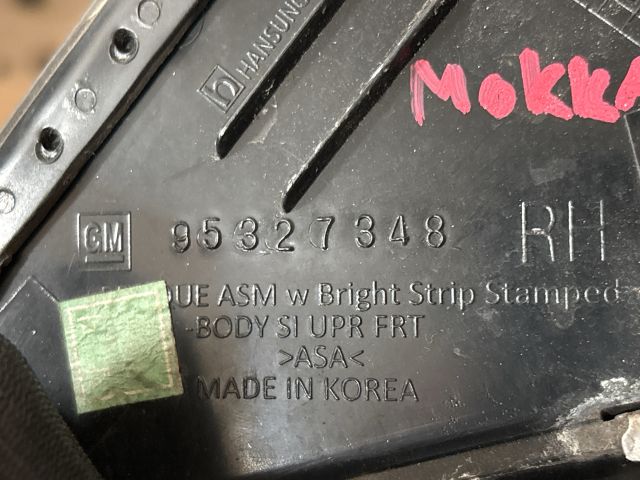 HANSUNG
MOKKA
GM 95327348 RH
QUE ASM w Bright Strip Stamped
BODY SI UPR FRT
>ASA<
MADE IN KOREA